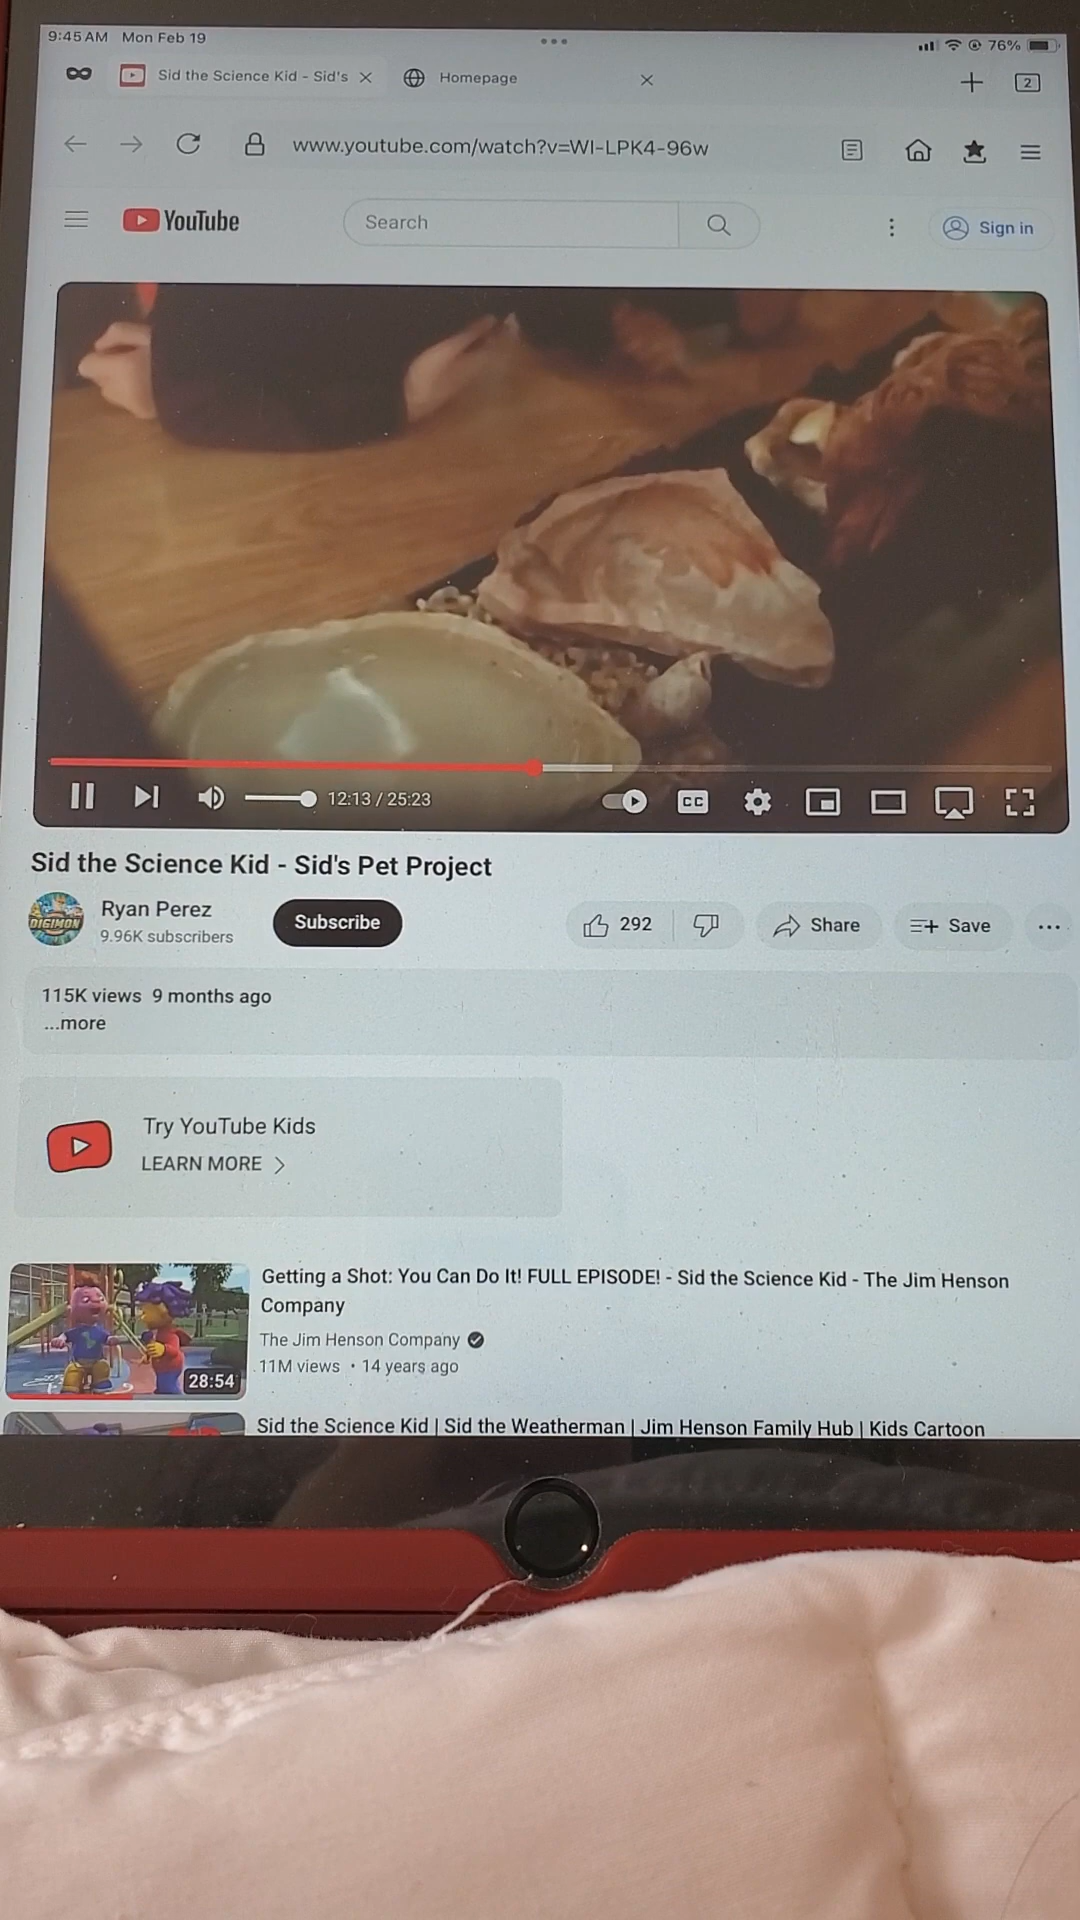 9:45 AM Mon Feb 19
76%
Sid the Science Kid - Sid's
Homepage
2
www.youtube.com/watch?v=WI-LPK4-96w
YouTube
Search
Sign in
12:13 / 25:23
CC
Sid the Science Kid - Sid's Pet Project
DIGIMON
Ryan Perez
9.96K subscribers
Subscribe
292
Share
Save
115K views 9 months ago
...more
Try YouTube Kids
LEARN MORE
28:54
Getting a Shot: You Can Do It! FULL EPISODE! - Sid the Science Kid - The Jim Henson
Company
The Jim Henson Company
11M views • 14 years ago
Sid the Science Kid | Sid the Weatherman | Jim Henson Family Hub | Kids Cartoon